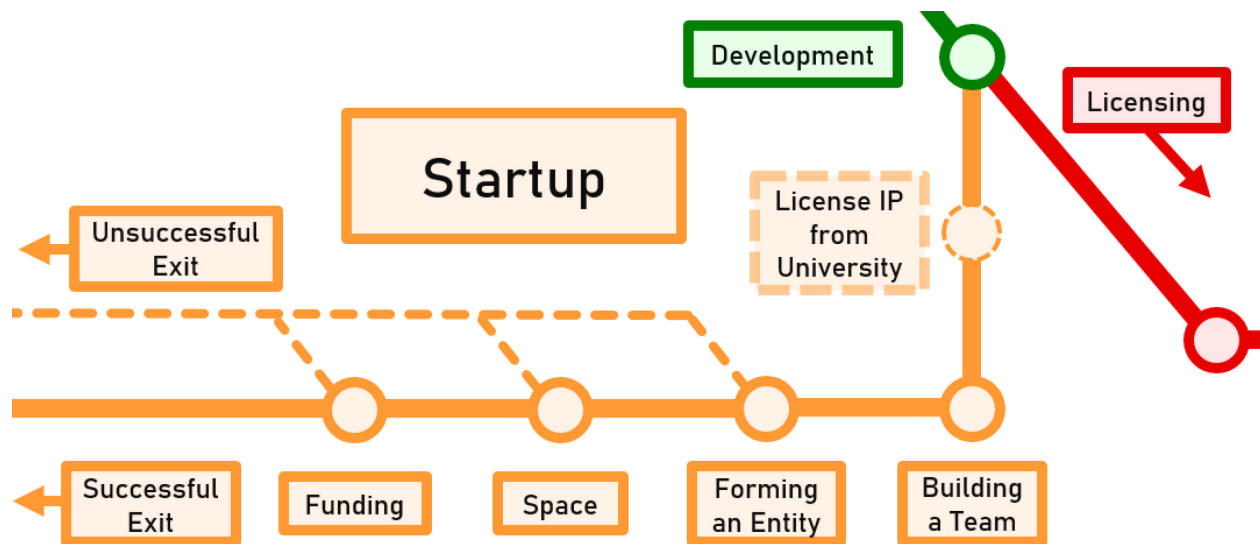 Development
Licensing
Startup
License IP
from
University
Unsuccessful
Exit
Successful
Exit
Funding
Space
Forming
an Entity
Building
a Team